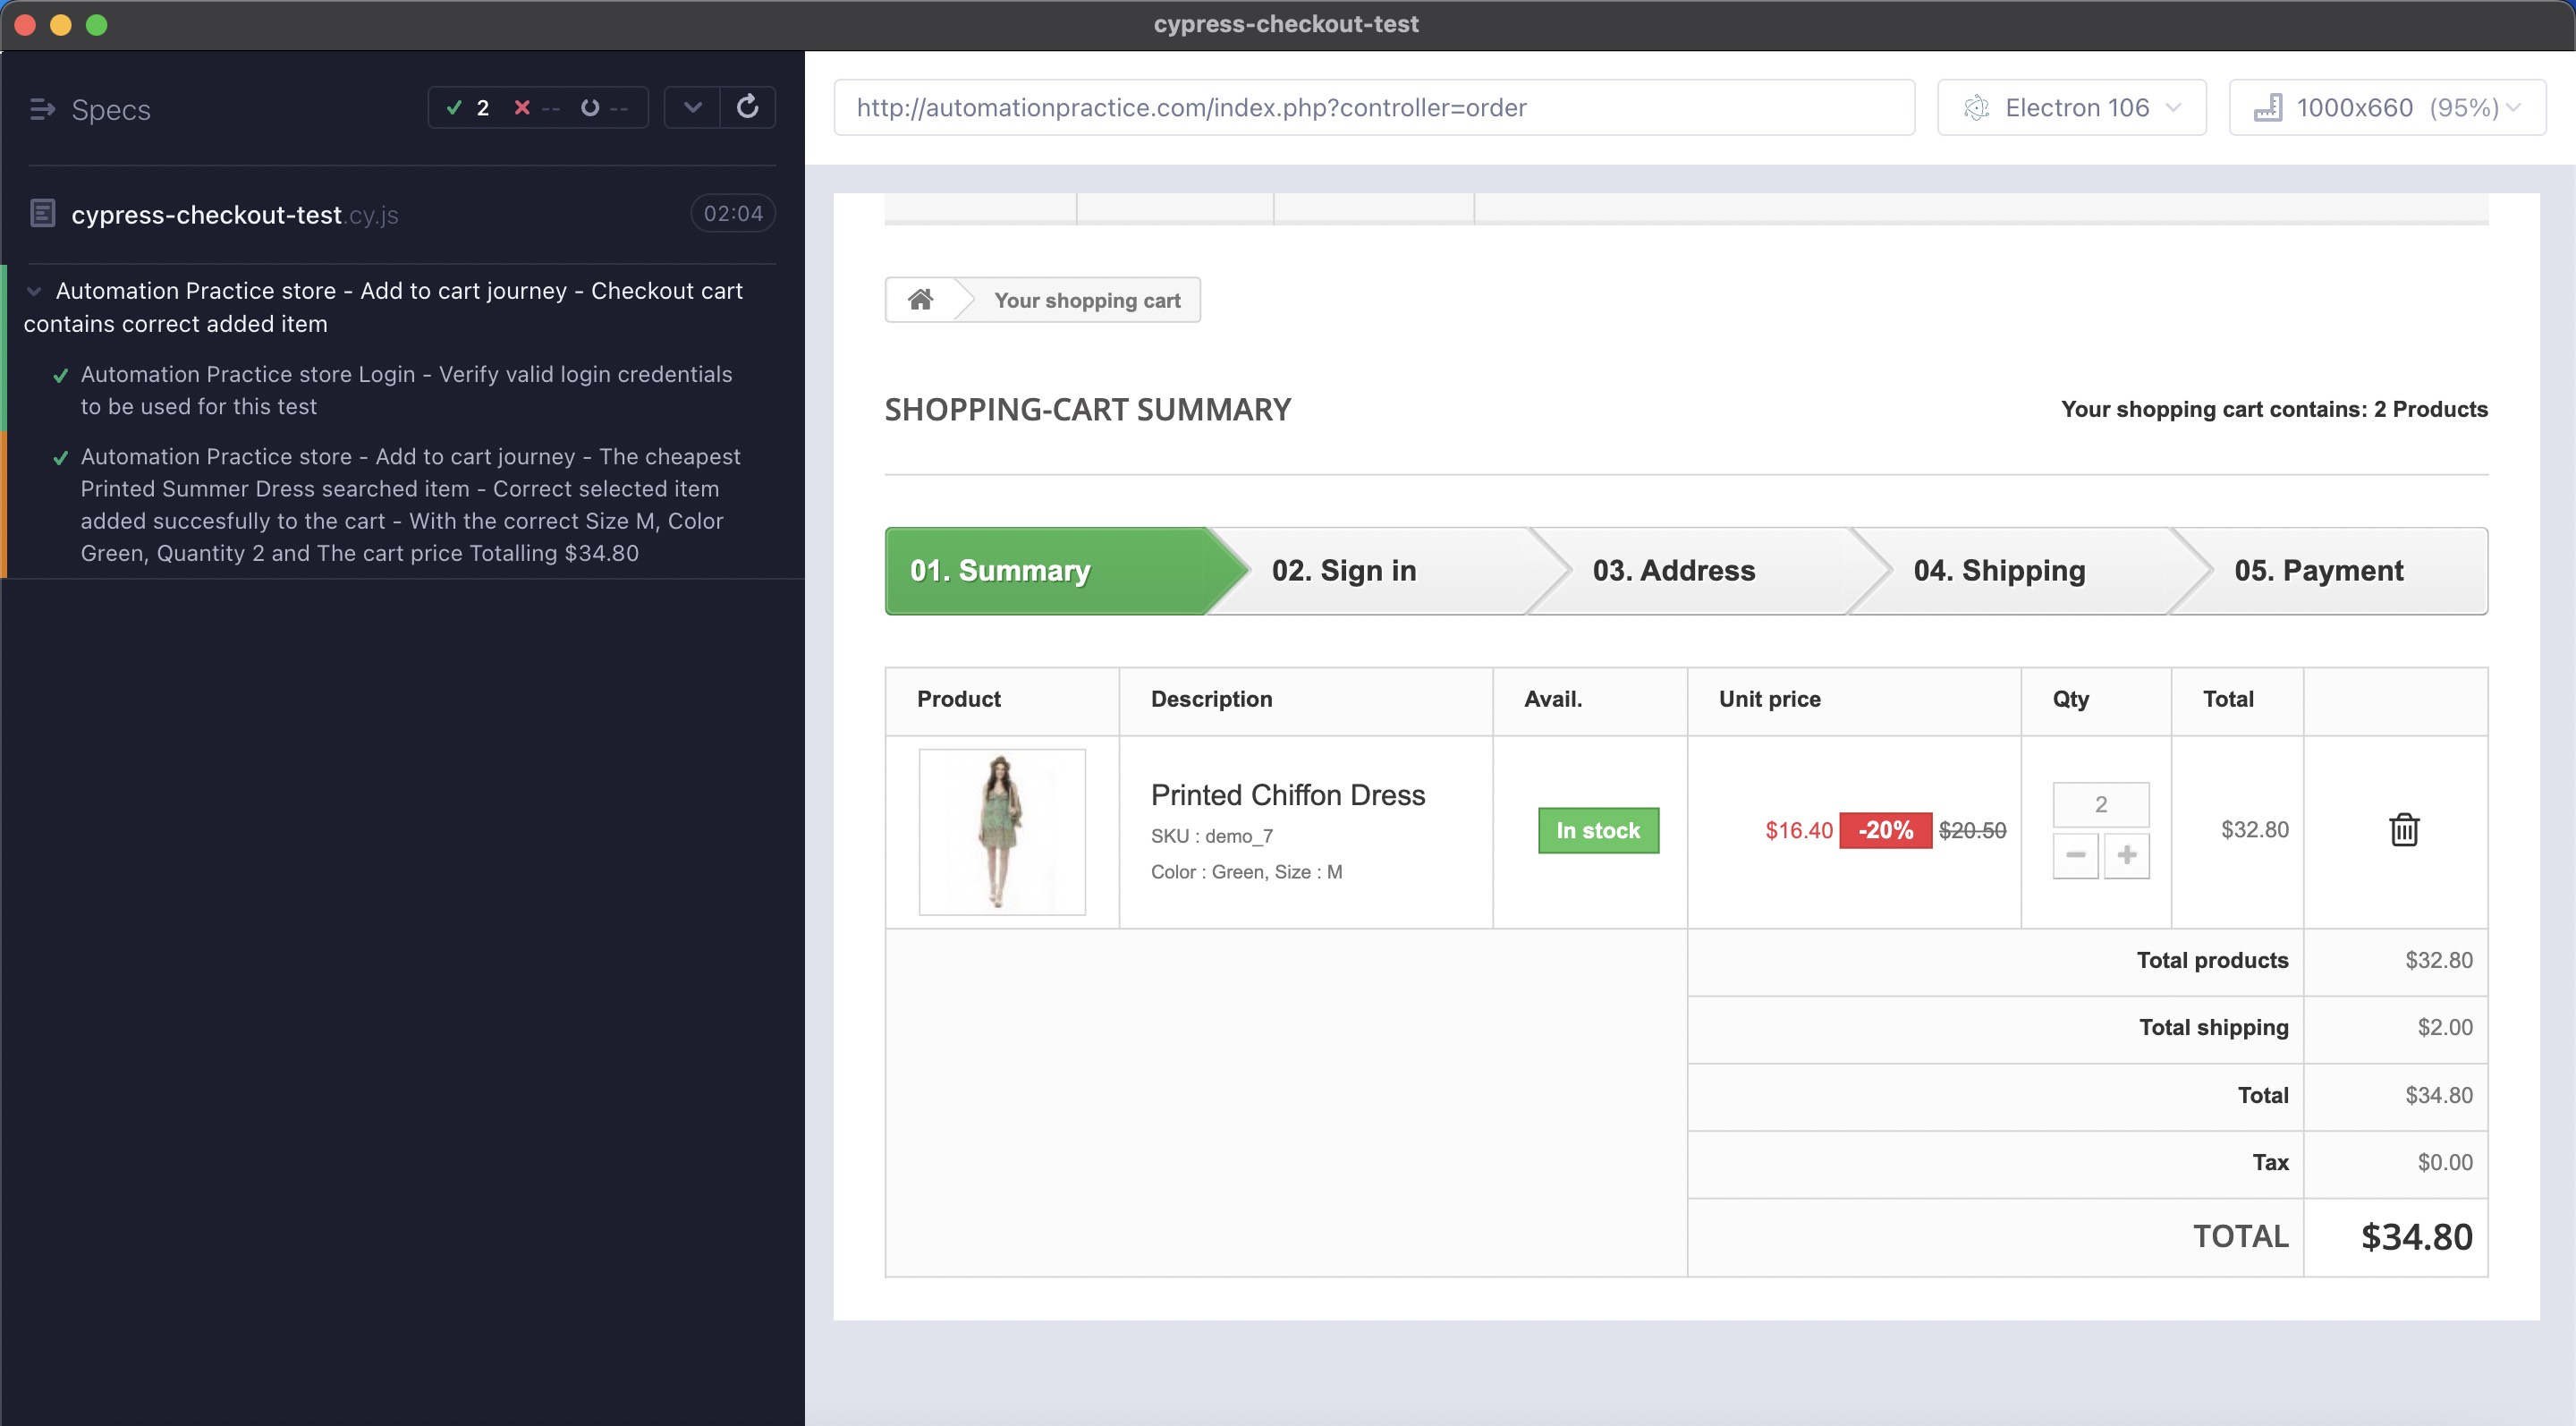 cypress-checkout-test
Specs
2 -- --
cypress-checkout-test.cy.js
02:04
Automation Practice store - Add to cart journey - Checkout cart
contains correct added item
Automation Practice store Login - Verify valid login credentials
to be used for this test
Automation Practice store - Add to cart journey - The cheapest
Printed Summer Dress searched item - Correct selected item
added succesfully to the cart - With the correct Size M, Color
Green, Quantity 2 and The cart price Totalling $34.80
http://automationpractice.com/index.php?controller=order
Electron 106
1000x660 (95%)
Your shopping cart
SHOPPING-CART SUMMARY
Your shopping cart contains: 2 Products
01. Summary
02. Sign in
03. Address
04. Shipping
05. Payment
Product Description Avail. Unit price Qty Total
Printed Chiffon Dress
SKU : demo_7
Color : Green, Size : M
In stock
$16.40 -20% $20.50
2
$32.80
Total products $32.80
Total shipping $2.00
Total $34.80
Tax $0.00
TOTAL $34.80